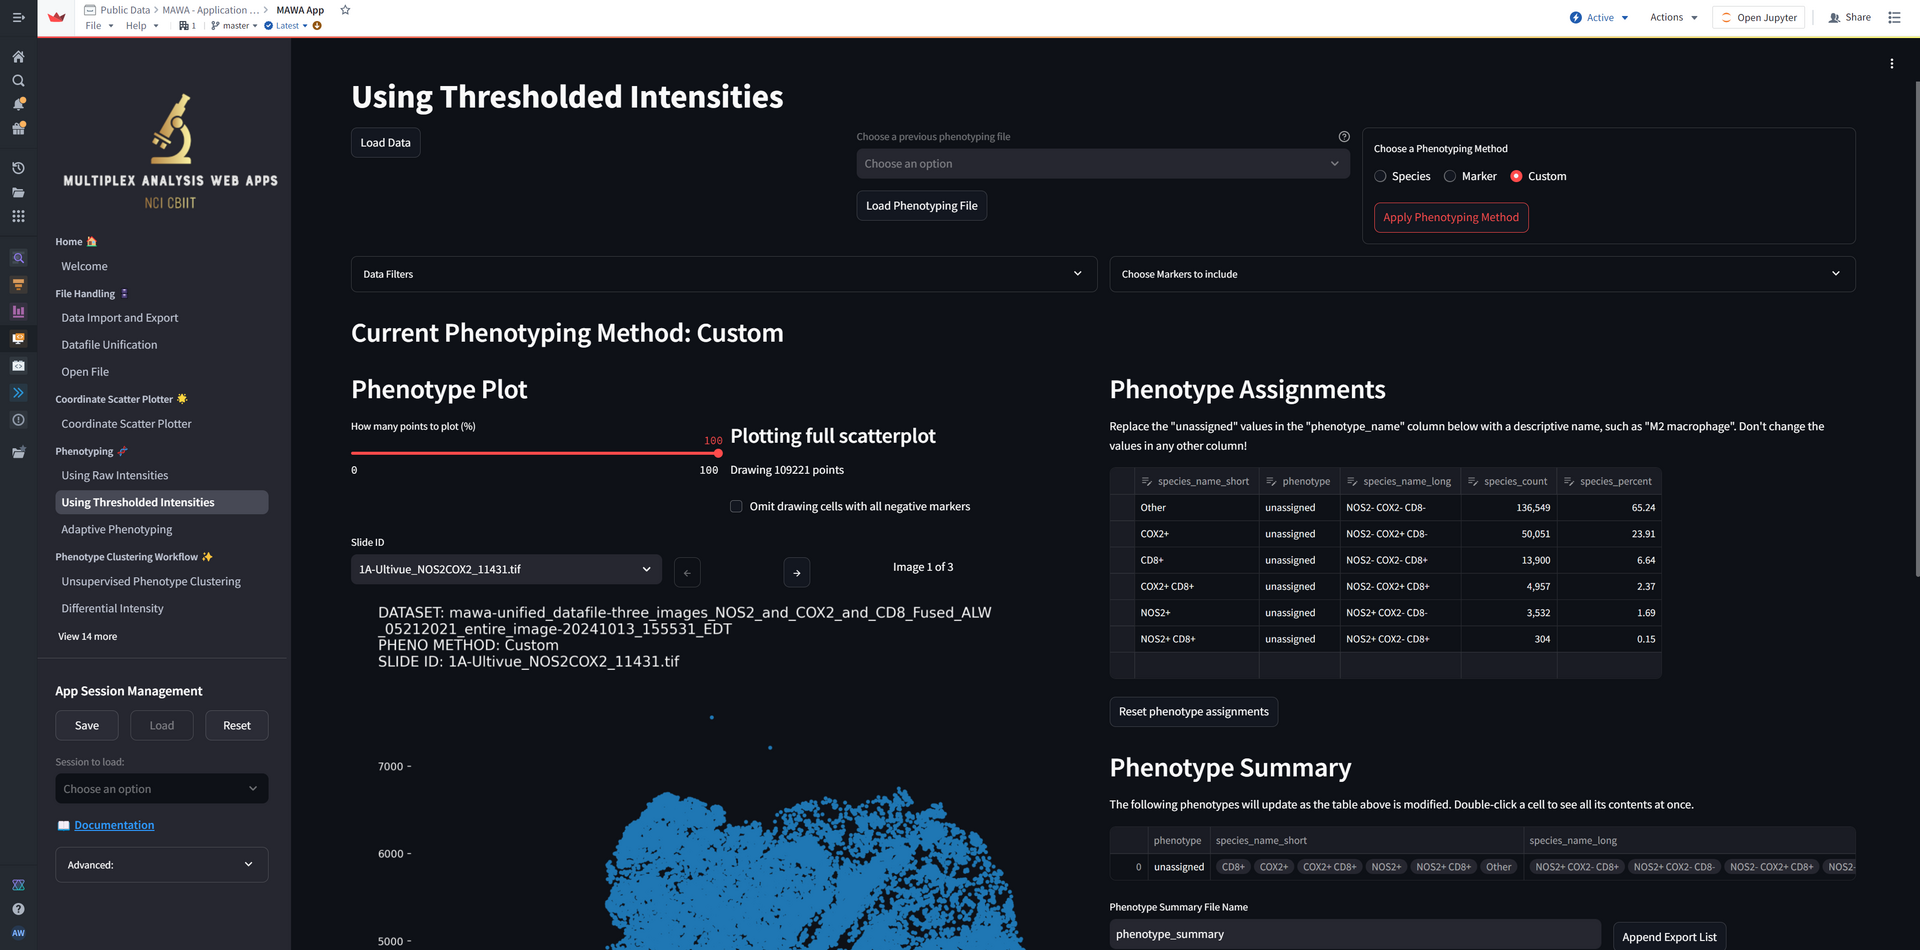 Public Data > MAWA - Application ... > MAWA App
File Help 1 master Latest
Active Actions Open Jupyter Share
MULTIPLEX ANALYSIS WEB APPS
NCI CBIIT
Home
Welcome
File Handling
Data Import and Export
Datafile Unification
Open File
Coordinate Scatter Plotter
Coordinate Scatter Plotter
Phenotyping
Using Raw Intensities
Using Thresholded Intensities
Adaptive Phenotyping
Phenotype Clustering Workflow
Unsupervised Phenotype Clustering
Differential Intensity
View 14 more
App Session Management
Save Load Reset
Session to load:
Choose an option
Documentation
Advanced:
AW
Using Thresholded Intensities
Load Data
Choose a previous phenotyping file
Choose an option
Load Phenotyping File
Choose a Phenotyping Method
Species Marker Custom
Apply Phenotyping Method
Data Filters
Choose Markers to include
Current Phenotyping Method: Custom
Phenotype Plot
How many points to plot (%)
100
0 100
Plotting full scatterplot
Drawing 109221 points
Omit drawing cells with all negative markers
Slide ID
1A-Ultivue_NOS2COX2_11431.tif
Image 1 of 3
DATASET: mawa-unified_datafile-three_images_NOS2_and_COX2_and_CD8_Fused_ALW
_05212021_entire_image-20241013_155531_EDT
PHENO METHOD: Custom
SLIDE ID: 1A-Ultivue_NOS2COX2_11431.tif
7000
6000
5000
Phenotype Assignments
Replace the "unassigned" values in the "phenotype_name" column below with a descriptive name, such as "M2 macrophage". Don't change the
values in any other column!
species_name_short phenotype species_name_long species_count species_percent
Other unassigned NOS2- COX2- CD8- 136,549 65.24
COX2+ unassigned NOS2- COX2+ CD8- 50,051 23.91
CD8+ unassigned NOS2- COX2- CD8+ 13,900 6.64
COX2+ CD8+ unassigned NOS2- COX2+ CD8+ 4,957 2.37
NOS2+ unassigned NOS2+ COX2- CD8- 3,532 1.69
NOS2+ CD8+ unassigned NOS2+ COX2- CD8+ 304 0.15
Reset phenotype assignments
Phenotype Summary
The following phenotypes will update as the table above is modified. Double-click a cell to see all its contents at once.
phenotype species_name_short species_name_long
0 unassigned CD8+ COX2+ COX2+ CD8+ NOS2+ NOS2+ CD8+ Other NOS2+ COX2- CD8+ NOS2+ COX2- CD8- NOS2- COX2+ CD8+ NOS2-
Phenotype Summary File Name
phenotype_summary
Append Export List